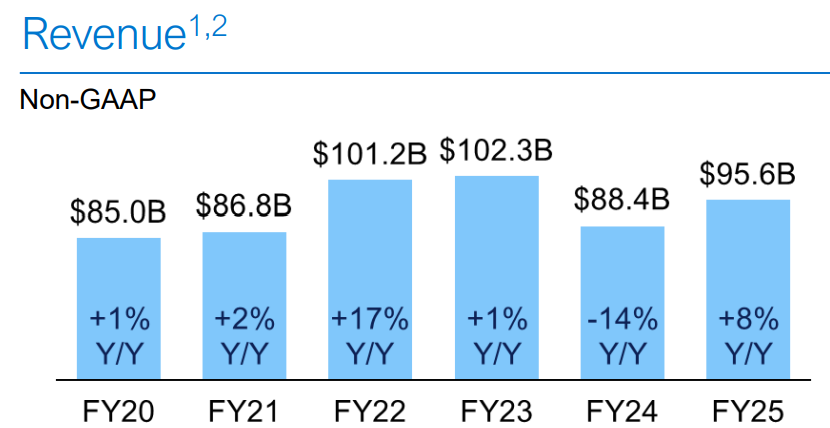 Revenue1,2
Non-GAAP
$85.0B $86.8B $101.2B $102.3B $88.4B $95.6B
+1% +2% +17% +1% -14% +8%
Y/Y Y/Y Y/Y Y/Y Y/Y Y/Y
FY20 FY21 FY22 FY23 FY24 FY25